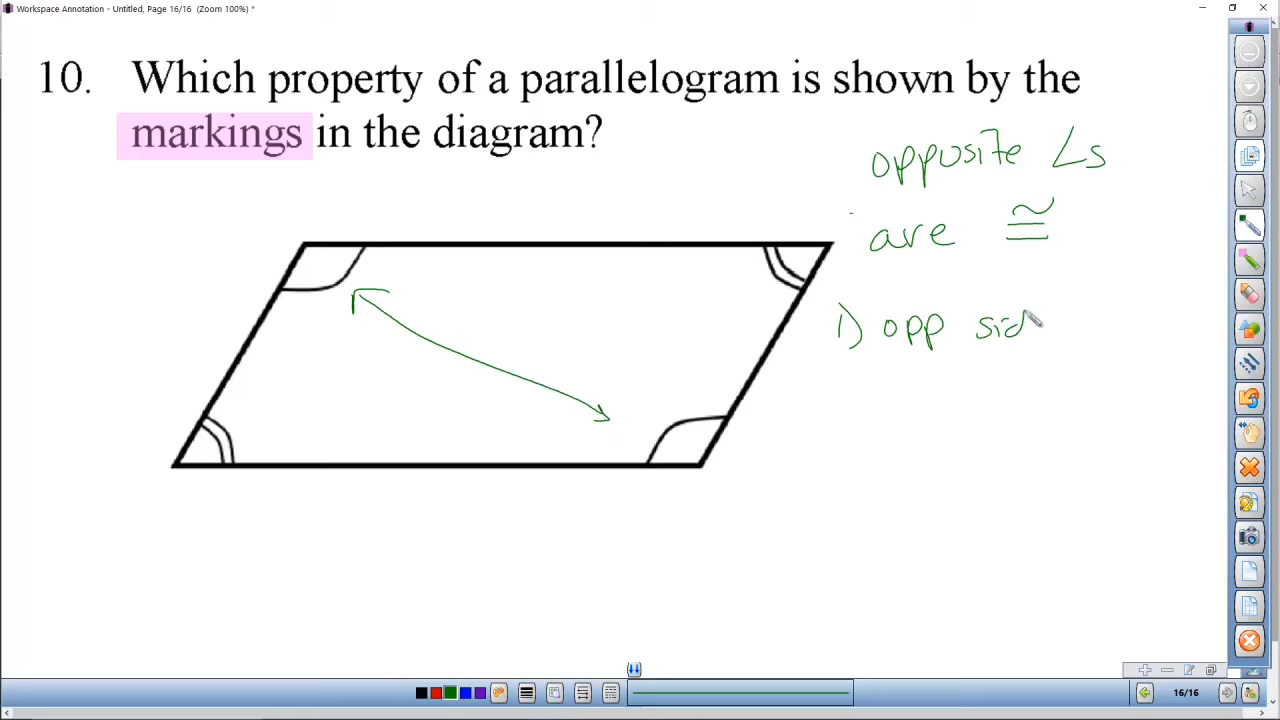 Workspace Annotation - Untitled, Page 16/16 (Zoom 100%) *
10. Which property of a parallelogram is shown by the
markings in the diagram?
opposite ∠s
are ≅
1) opp sid
16/16